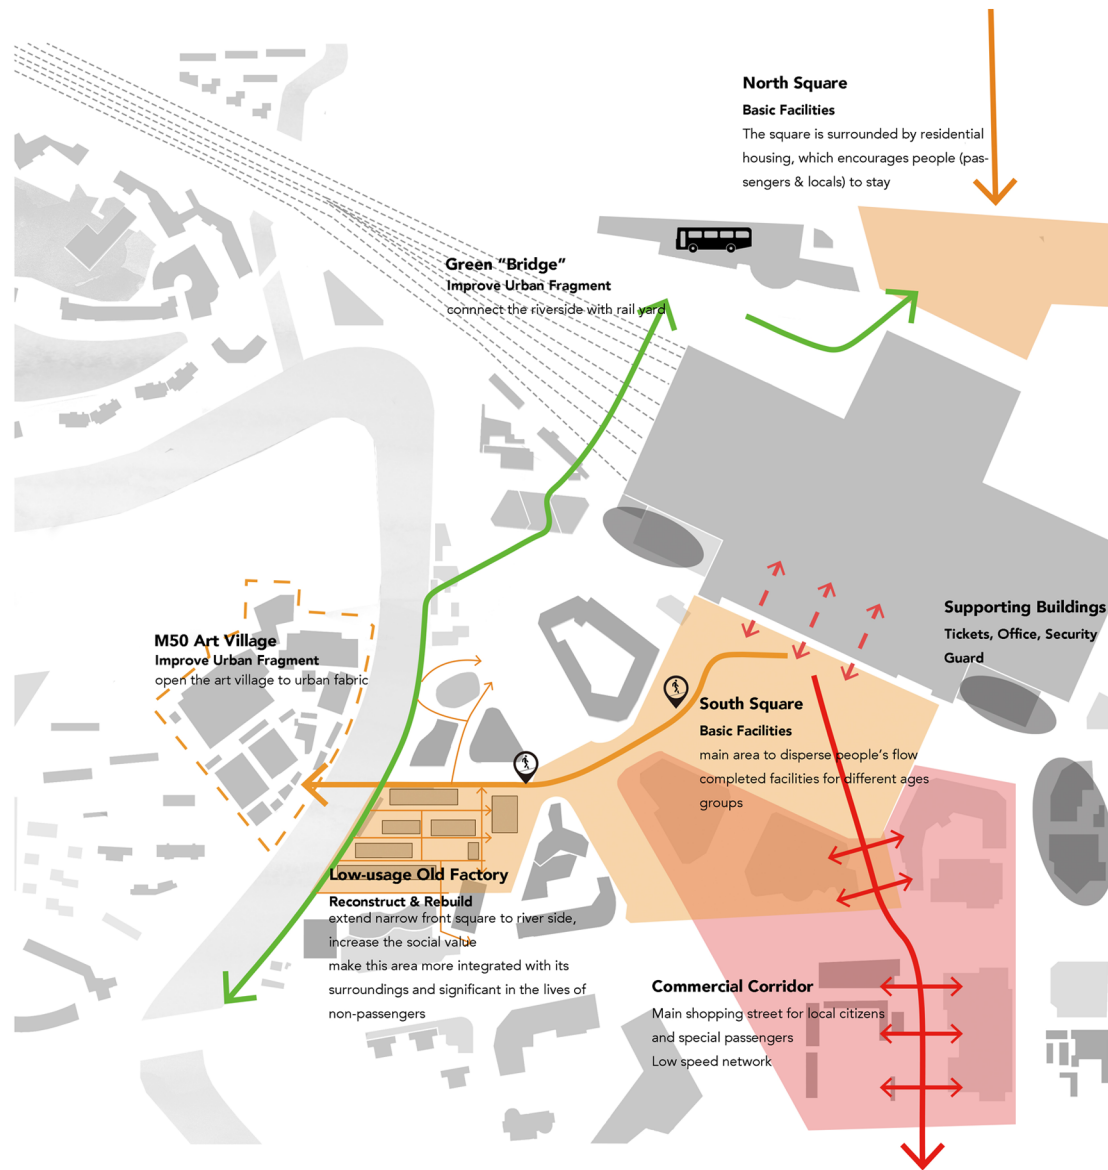 North Square
Basic Facilities
The square is surrounded by residential
housing, which encourages people (pas-
sengers & locals) to stay
Green "Bridge"
Improve Urban Fragment
connnect the riverside with rail yard
Supporting Buildings
Tickets, Office, Security
Guard
M50 Art Village
Improve Urban Fragment
open the art village to urban fabric
South Square
Basic Facilities
main area to disperse people's flow
completed facilities for different ages
groups
Low-usage Old Factory
Reconstruct & Rebuild
extend narrow front square to river side,
increase the social value
make this area more integrated with its
surroundings and significant in the lives of
non-passengers
Commercial Corridor
Main shopping street for local citizens
and special passengers
Low speed network